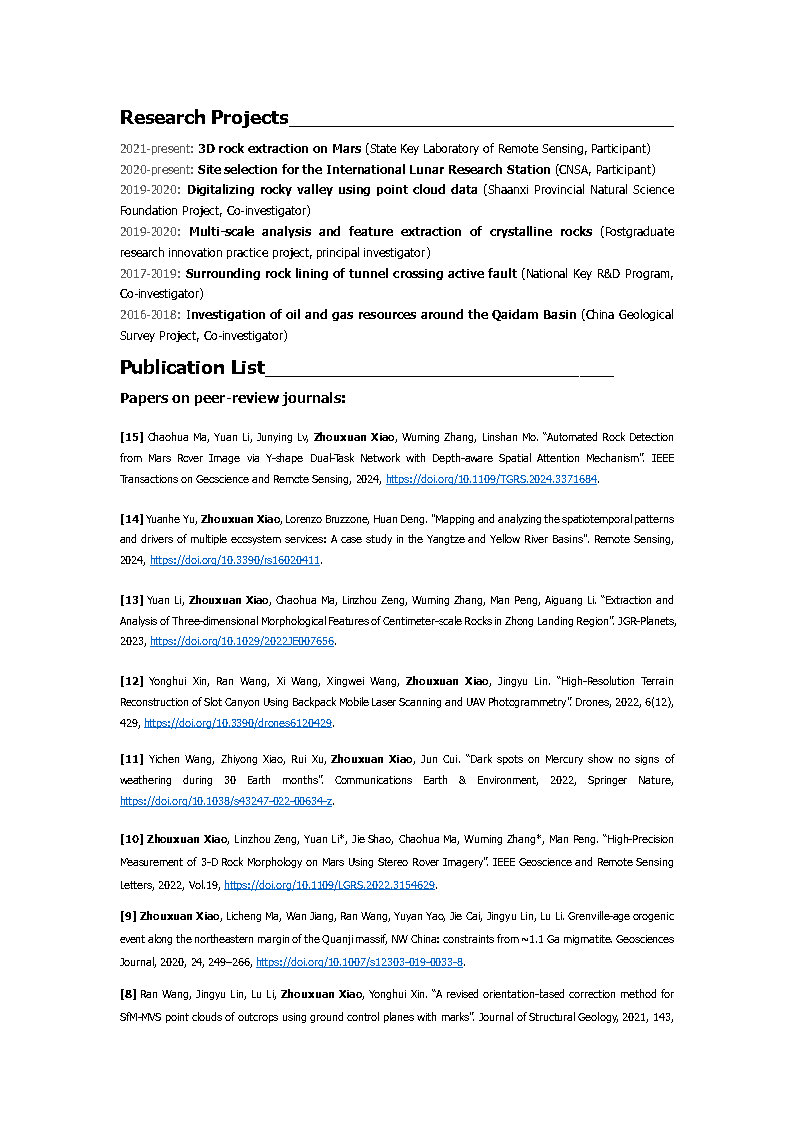 Research Projects
2021-present: 3D rock extraction on Mars (State Key Laboratory of Remote Sensing, Participant)
2020-present: Site selection for the International Lunar Research Station (CNSA, Participant)
2019-2020: Digitalizing rocky valley using point cloud data (Shaanxi Provincial Natural Science
Foundation Project, Co-investigator)
2019-2020: Multi-scale analysis and feature extraction of crystalline rocks (Postgraduate
research innovation practice project, principal investigator)
2017-2019: Surrounding rock lining of tunnel crossing active fault (National Key R&D Program,
Co-investigator)
2016-2018: Investigation of oil and gas resources around the Qaidam Basin (China Geological
Survey Project, Co-investigator)
Publication List
Papers on peer-review journals:
[15] Chaohua Ma, Yuan Li, Junying Lv, Zhouxuan Xiao, Wuming Zhang, Linshan Mo. “Automated Rock Detection
from Mars Rover Image via Y-shape Dual-Task Network with Depth-aware Spatial Attention Mechanism”. IEEE
Transactions on Geoscience and Remote Sensing, 2024, https://doi.org/10.1109/TGRS.2024.3371684.
[14] Yuanhe Yu, Zhouxuan Xiao, Lorenzo Bruzzone, Huan Deng. "Mapping and analyzing the spatiotemporal patterns
and drivers of multiple ecosystem services: A case study in the Yangtze and Yellow River Basins". Remote Sensing,
2024, https://doi.org/10.3390/rs16020411.
[13] Yuan Li, Zhouxuan Xiao, Chaohua Ma, Linzhou Zeng, Wuming Zhang, Man Peng, Aiguang Li. “Extraction and
Analysis of Three-dimensional Morphological Features of Centimeter-scale Rocks in Zhong Landing Region”. JGR-Planets,
2023, https://doi.org/10.1029/2022JE007656.
[12] Yonghui Xin, Ran Wang, Xi Wang, Xingwei Wang, Zhouxuan Xiao, Jingyu Lin. “High-Resolution Terrain
Reconstruction of Slot Canyon Using Backpack Mobile Laser Scanning and UAV Photogrammetry”. Drones, 2022, 6(12),
429, https://doi.org/10.3390/drones6120429.
[11] Yichen Wang, Zhiyong Xiao, Rui Xu, Zhouxuan Xiao, Jun Cui. “Dark spots on Mercury show no signs of
weathering during 30 Earth months”. Communications Earth & Environment, 2022, Springer Nature,
https://doi.org/10.1038/s43247-022-00634-z.
[10] Zhouxuan Xiao, Linzhou Zeng, Yuan Li*, Jie Shao, Chaohua Ma, Wuming Zhang*, Man Peng. “High-Precision
Measurement of 3-D Rock Morphology on Mars Using Stereo Rover Imagery”. IEEE Geoscience and Remote Sensing
Letters, 2022, Vol.19, https://doi.org/10.1109/LGRS.2022.3154629.
[9] Zhouxuan Xiao, Licheng Ma, Wan Jiang, Ran Wang, Yuyan Yao, Jie Cai, Jingyu Lin, Lu Li. Grenville-age orogenic
event along the northeastern margin of the Quanji massif, NW China: constraints from ~1.1 Ga migmatite. Geosciences
Journal, 2020, 24, 249–266, https://doi.org/10.1007/s12303-019-0033-8.
[8] Ran Wang, Jingyu Lin, Lu Li, Zhouxuan Xiao, Yonghui Xin. “A revised orientation-based correction method for
SfM-MVS point clouds of outcrops using ground control planes with marks”. Journal of Structural Geology, 2021, 143,